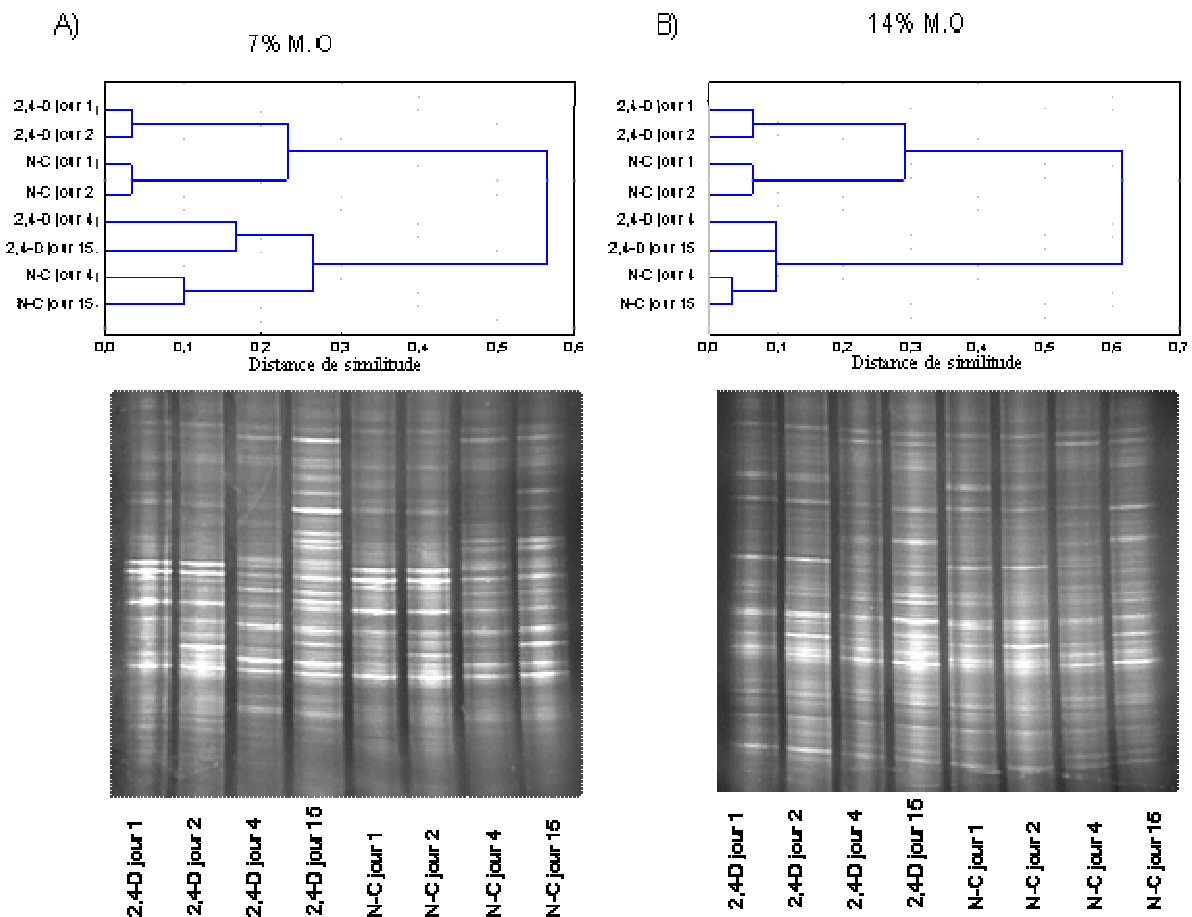 A)
7% M.O
2,4-D jour 1
2,4-D jour 2
N-C jour 1
N-C jour 2
2,4-D jour 4
2,4-D jour 15
N-C jour 4
N-C jour 15
0,0 0,1 0,2 0,3 0,4 0,5 0,6
Distance de similitude
2,4-D jour 1
2,4-D jour 2
2,4-D jour 4
2,4-D jour 15
N-C jour 1
N-C jour 2
N-C jour 4
N-C jour 15
B)
14% M.O
2,4-D jour 1
2,4-D jour 2
N-C jour 1
N-C jour 2
2,4-D jour 4
2,4-D jour 15
N-C jour 4
N-C jour 15
0,0 0,1 0,2 0,3 0,4 0,5 0,6 0,7
Distance de similitude
2,4-D jour 1
2,4-D jour 2
2,4-D jour 4
2,4-D jour 15
N-C jour 1
N-C jour 2
N-C jour 4
N-C jour 15